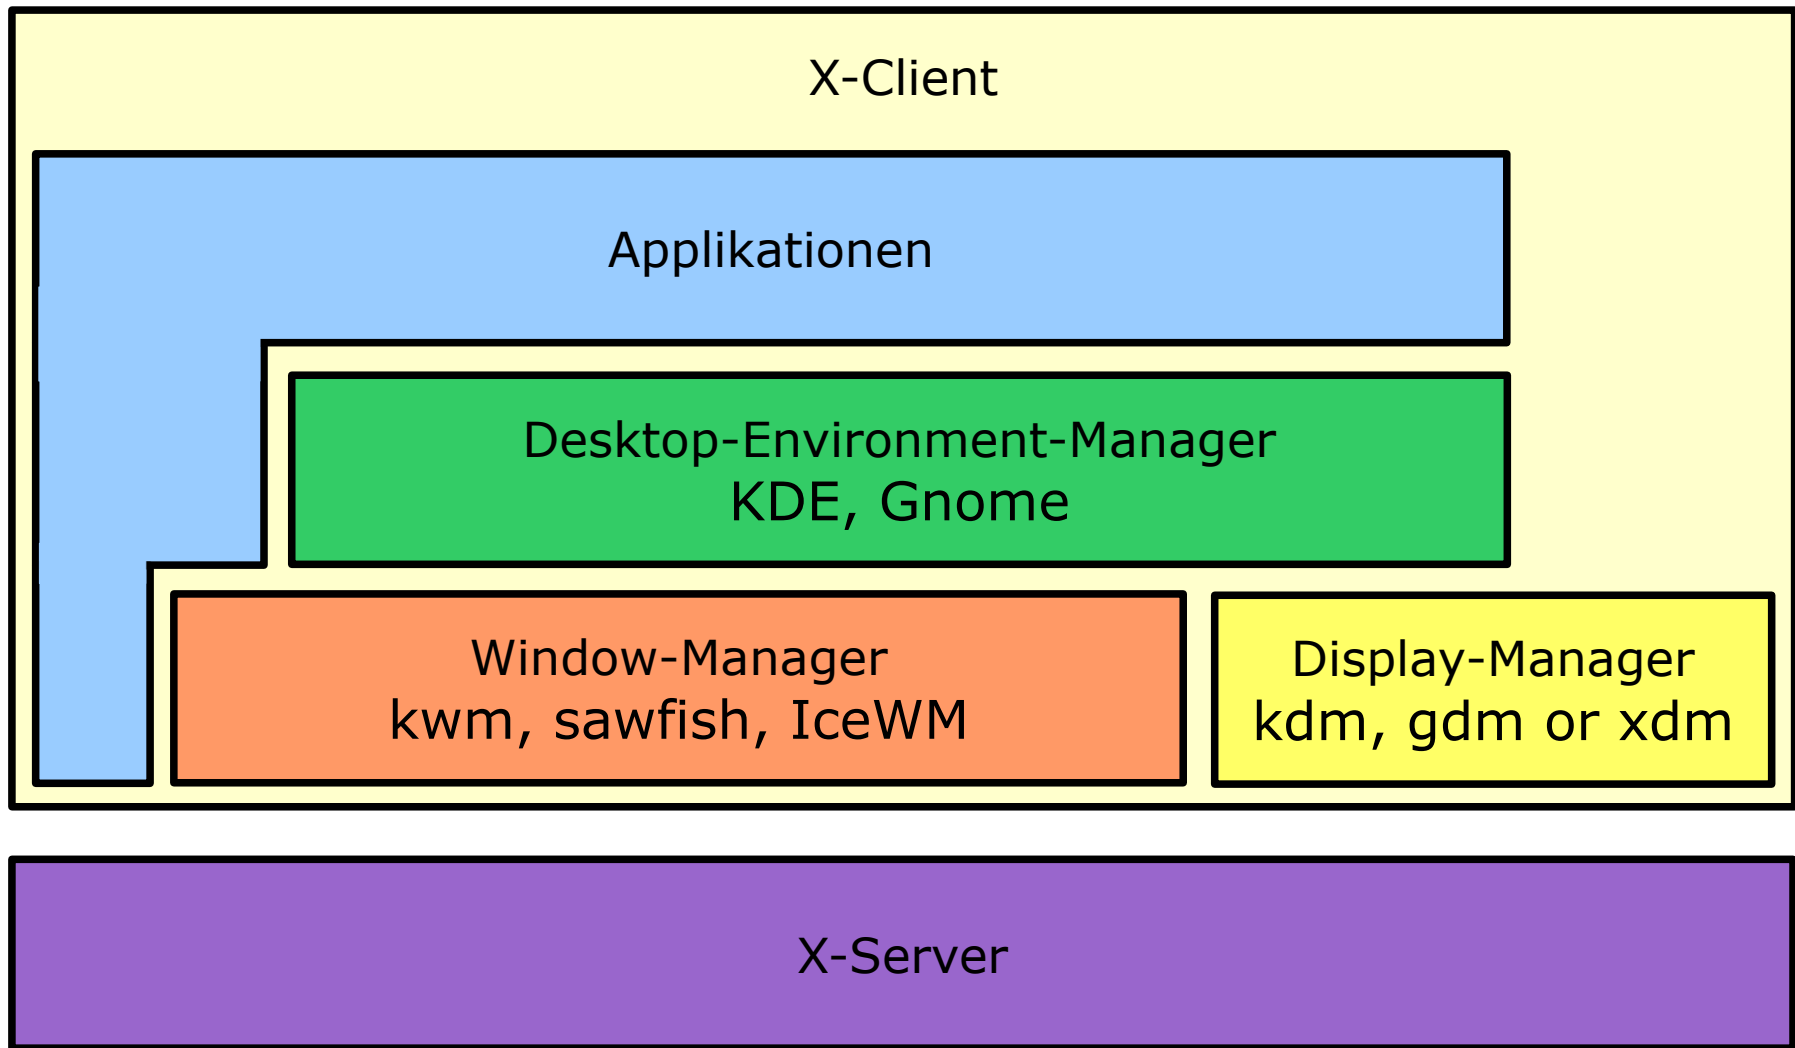 X-Client
Applikationen
Desktop-Environment-Manager
KDE, Gnome
Window-Manager
kwm, sawfish, IceWM
Display-Manager
kdm, gdm or xdm
X-Server